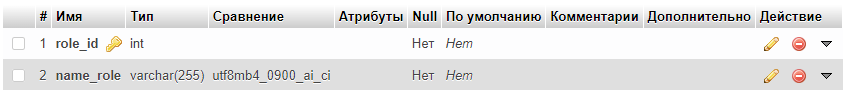 # Имя Тип Сравнение Атрибуты Null По умолчанию Комментарии Дополнительно Действие
1 role_id int Нет Нет
2 name_role varchar(255) utf8mb4_0900_ai_ci Нет Нет